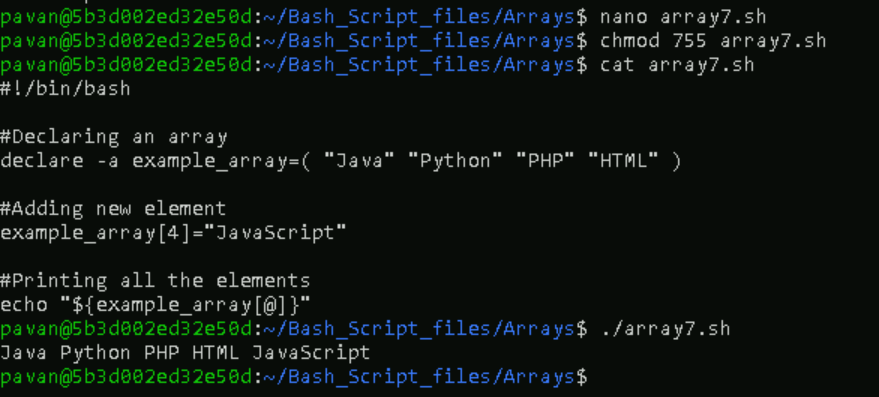 pavan@5b3d002ed32e50d:~/Bash_Script_files/Arrays$ nano array7.sh
pavan@5b3d002ed32e50d:~/Bash_Script_files/Arrays$ chmod 755 array7.sh
pavan@5b3d002ed32e50d:~/Bash_Script_files/Arrays$ cat array7.sh
#!/bin/bash

#Declaring an array
declare -a example_array=( "Java" "Python" "PHP" "HTML" )

#Adding new element
example_array[4]="JavaScript"

#Printing all the elements
echo "${example_array[@]}"
pavan@5b3d002ed32e50d:~/Bash_Script_files/Arrays$ ./array7.sh
Java Python PHP HTML JavaScript
pavan@5b3d002ed32e50d:~/Bash_Script_files/Arrays$